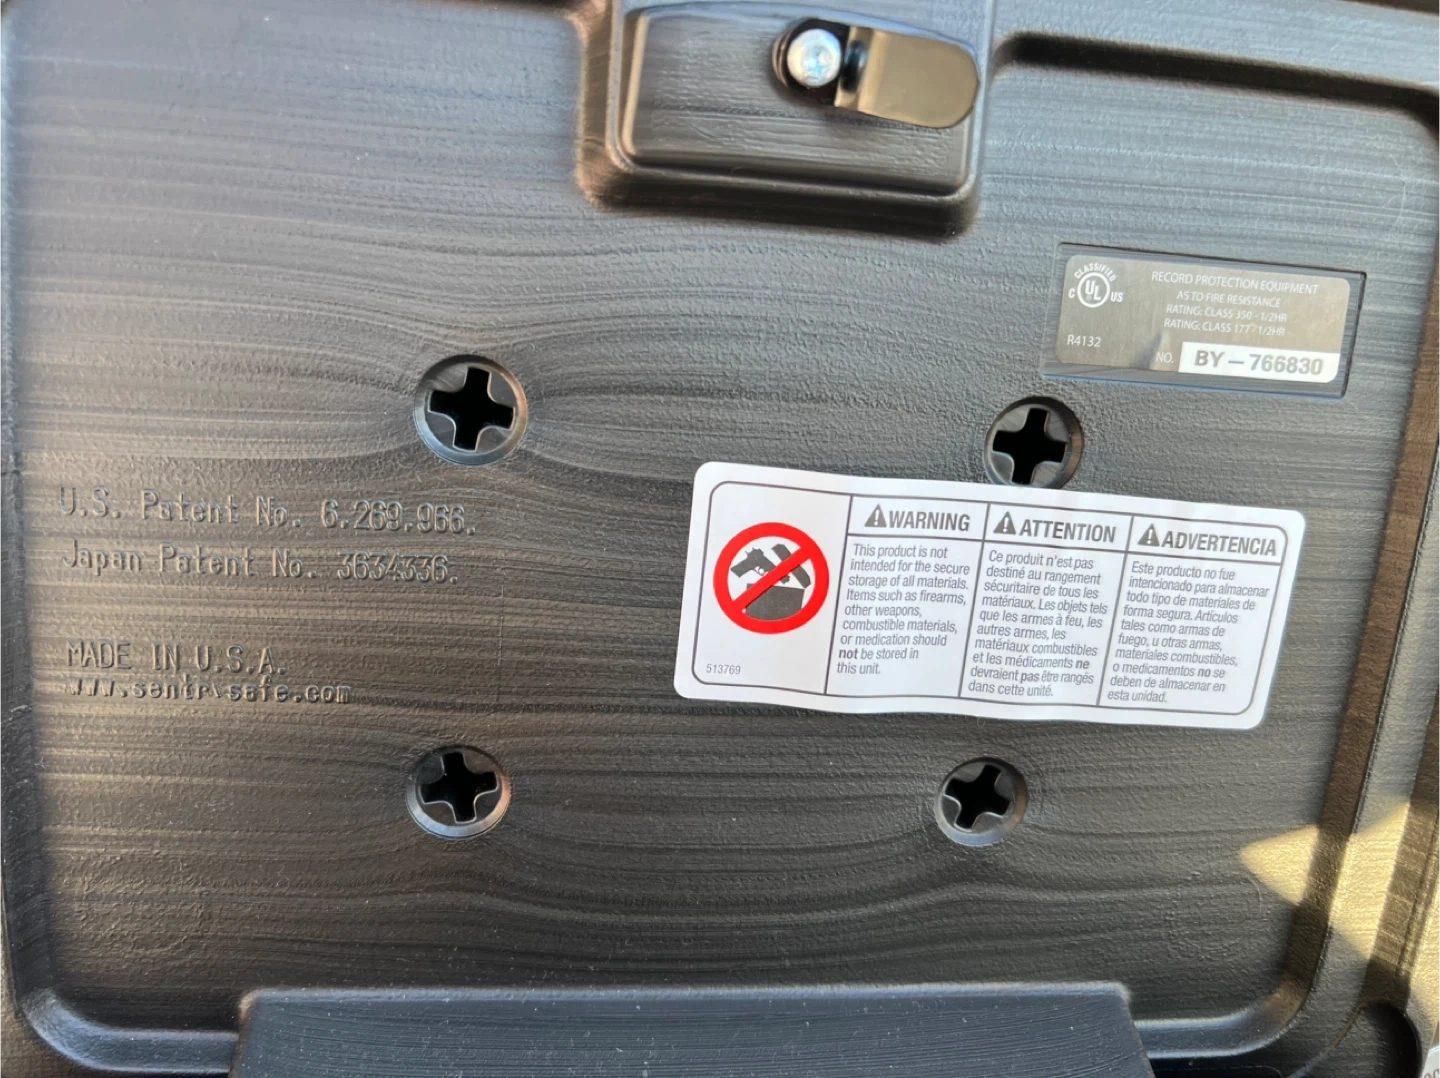 CLASSIFIED
C UL US
RECORD PROTECTION EQUIPMENT
AS TO FIRE RESISTANCE
RATING: CLASS 350 - 1/2HR
RATING: CLASS 177 - 1/2HR
R4132
NO. BY-766830
U.S. Patent No. 6.269.966.
Japan Patent No. 3634336.
MADE IN U.S.A.
www.sentrysafe.com
WARNING
This product is not
intended for the secure
storage of all materials.
Items such as firearms,
other weapons,
combustible materials,
or medication should
not be stored in
this unit.
513769
ATTENTION
Ce produit n'est pas
destiné au rangement
sécuritaire de tous les
matériaux. Les objets tels
que les armes à feu, les
autres armes, les
matériaux combustibles
et les médicaments ne
devraient pas être rangés
dans cette unité.
ADVERTENCIA
Este producto no fue
intencionado para almacenar
todo tipo de materiales de
forma segura. Artículos
tales como armas de
fuego, u otras armas,
materiales combustibles,
o medicamentos no se
deben de almacenar en
esta unidad.